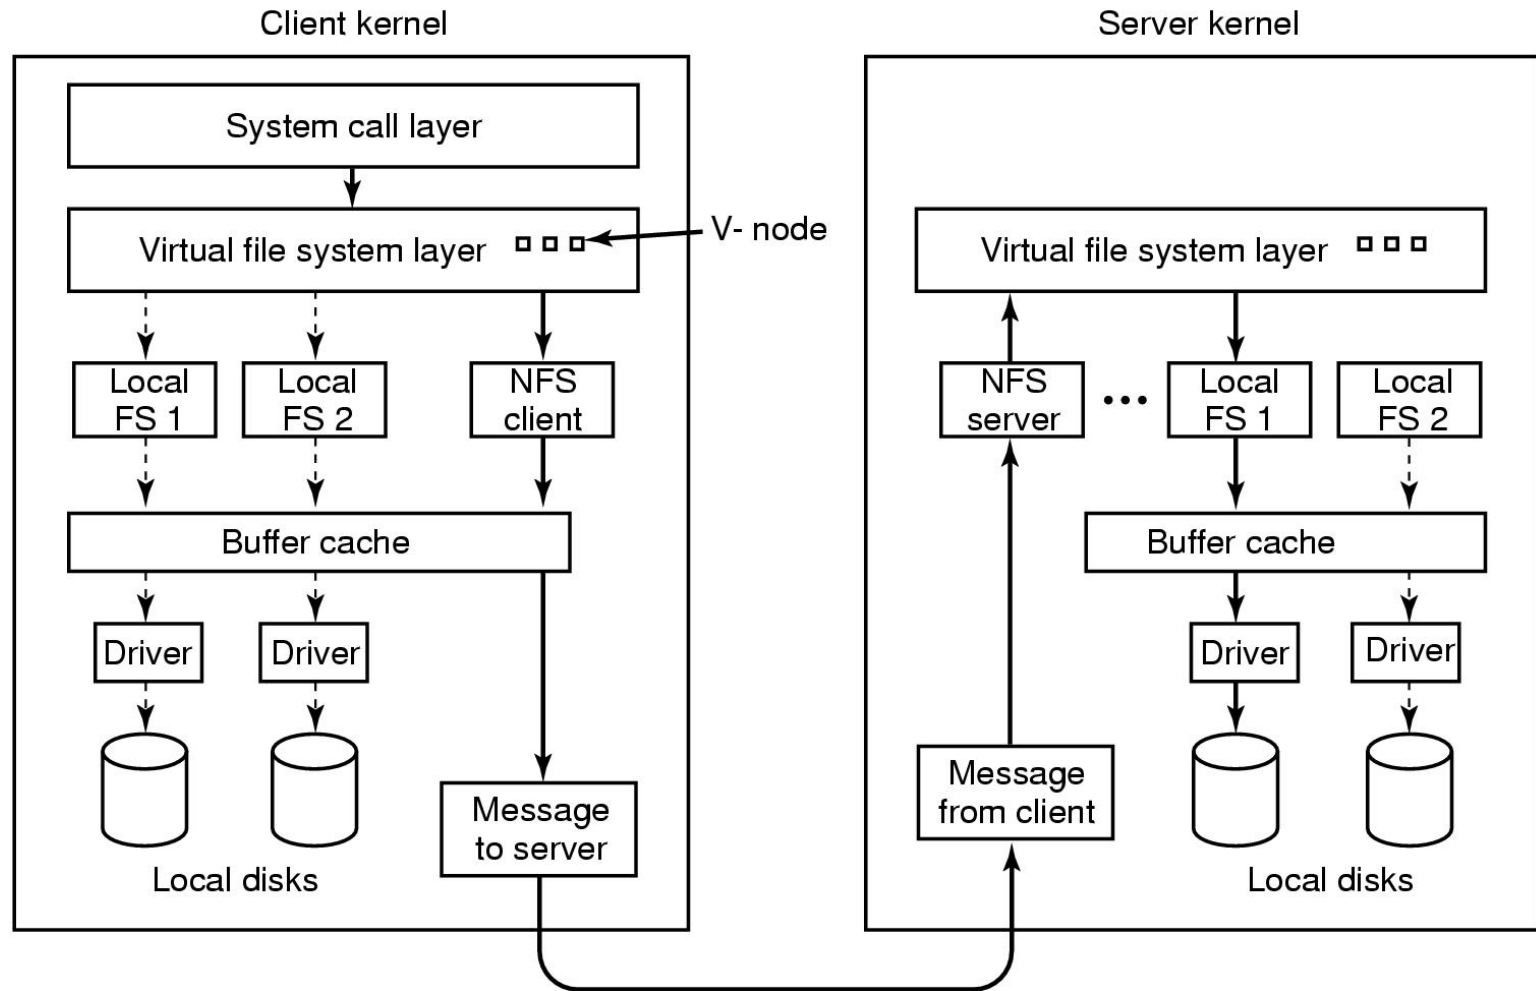 Client kernel
Server kernel
System call layer
Virtual file system layer
V- node
Virtual file system layer
Local
FS 1
Local
FS 2
NFS
client
NFS
server
Local
FS 1
Local
FS 2
Buffer cache
Buffer cache
Driver
Driver
Driver
Driver
Message
to server
Message
from client
Local disks
Local disks